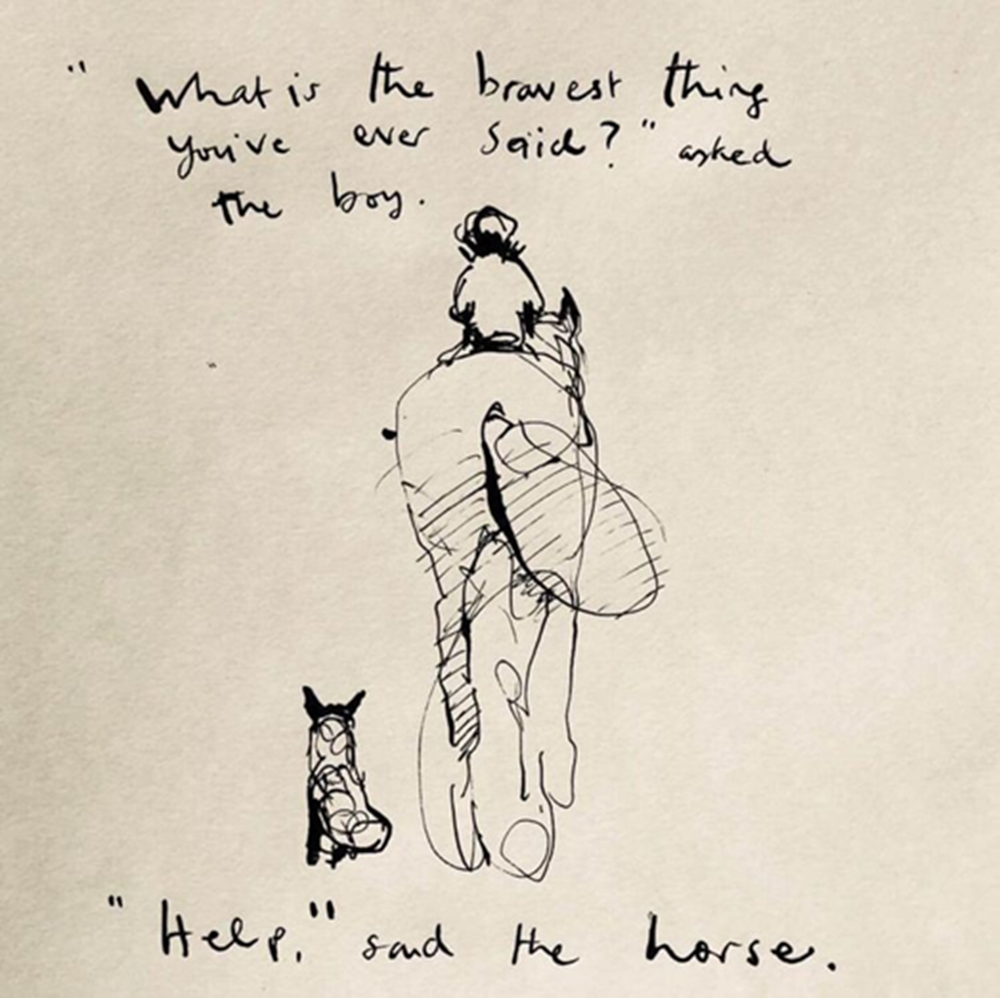 " What is the bravest thing
you've ever said?" asked
the boy.
"Help," said the horse.